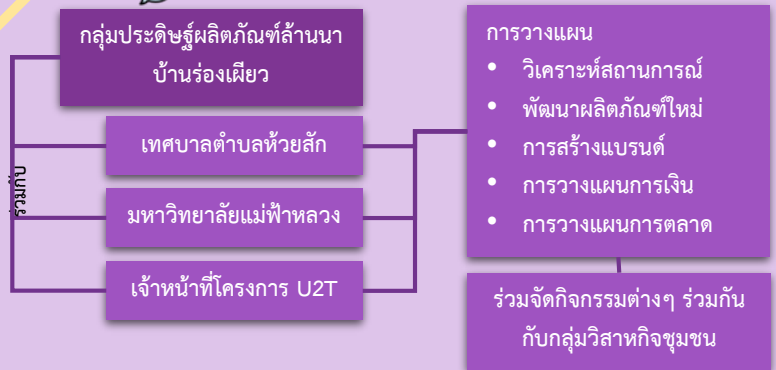 กลุ่มประดิษฐ์ผลิตภัณฑ์ล้านนา
บ้านร่องเผียว
ร่วมกับ
เทศบาลตำบลห้วยสัก
มหาวิทยาลัยแม่ฟ้าหลวง
เจ้าหน้าที่โครงการ U2T
การวางแผน
• วิเคราะห์สถานการณ์
• พัฒนาผลิตภัณฑ์ใหม่
• การสร้างแบรนด์
• การวางแผนการเงิน
• การวางแผนการตลาด
ร่วมจัดกิจกรรมต่างๆ ร่วมกัน
กับกลุ่มวิสาหกิจชุมชน